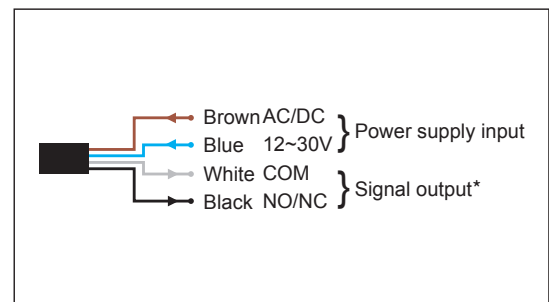 Brown AC/DC
Blue 12~30V
} Power supply input
White COM
Black NO/NC
} Signal output*